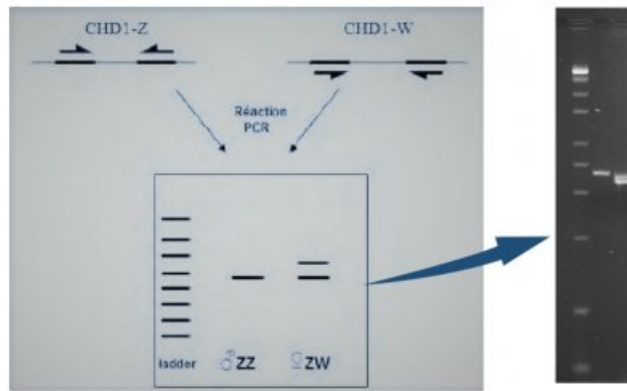 CHD1-Z
CHD1-W
Réaction
PCR
ladder ♂ZZ ♀ZW